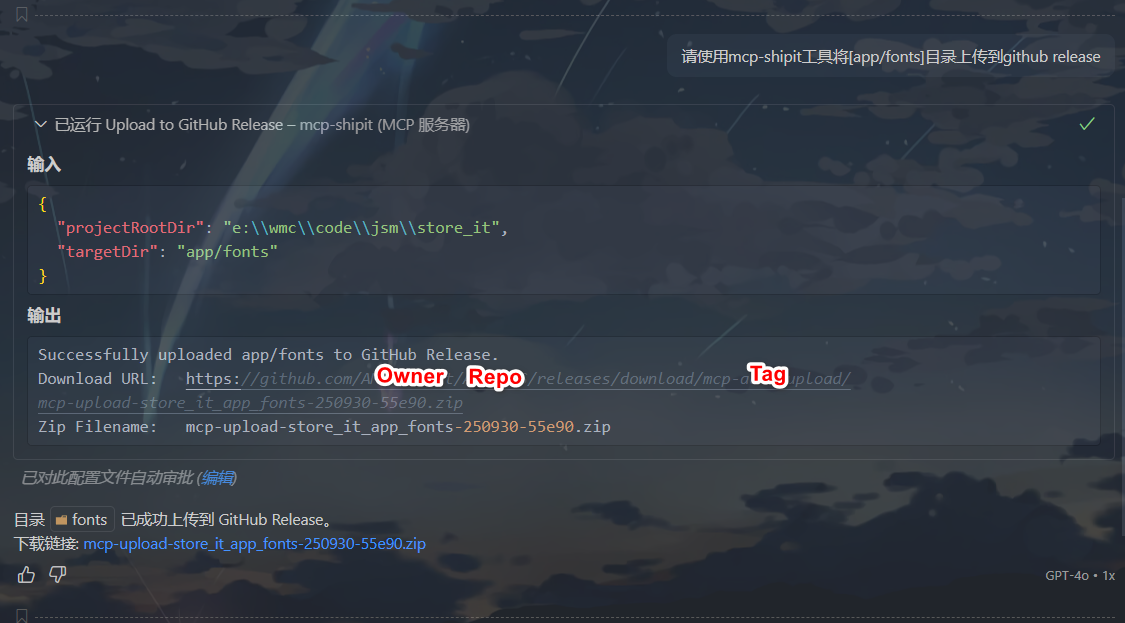 请使用mcp-shipit工具将[app/fonts]目录上传到github release
已运行 Upload to GitHub Release – mcp-shipit (MCP 服务器)
输入
{
"projectRootDir": "e:\\wmc\\code\\jsm\\store_it",
"targetDir": "app/fonts"
}
输出
Successfully uploaded app/fonts to GitHub Release.
Download URL: https://github.com/ Owner / Repo /releases/download/ Tag upload/
mcp-upload-store_it_app_fonts-250930-55e90.zip
Zip Filename: mcp-upload-store_it_app_fonts-250930-55e90.zip
已对此配置文件自动审批 (编辑)
目录 fonts 已成功上传到 GitHub Release。
下载链接: mcp-upload-store_it_app_fonts-250930-55e90.zip
GPT-4o • 1x